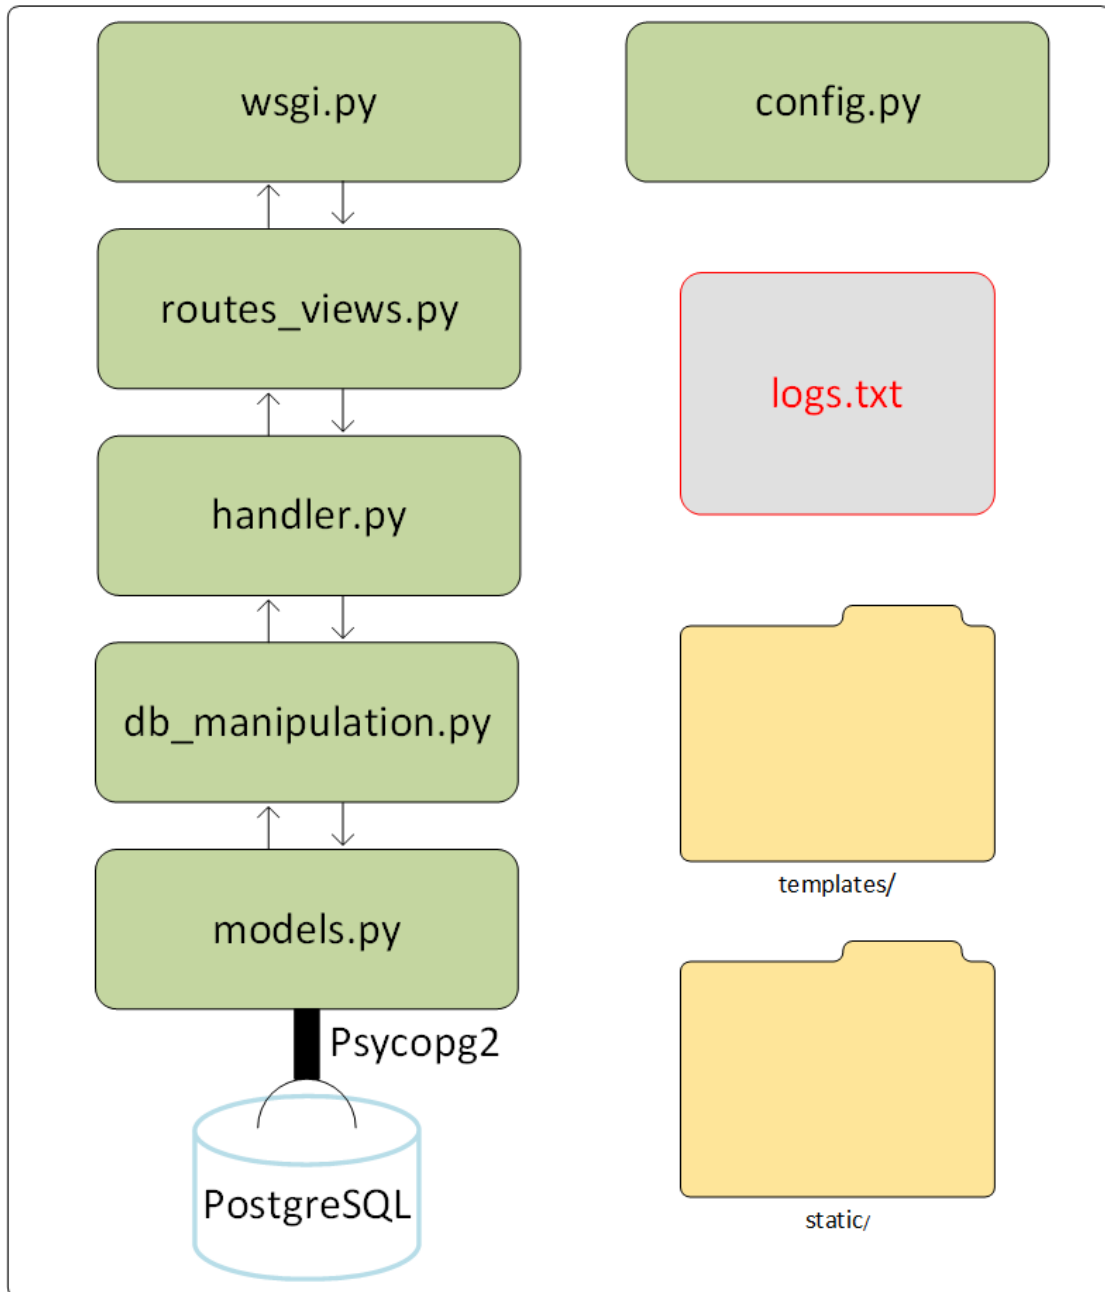 wsgi.py
config.py
routes_views.py
logs.txt
handler.py
db_manipulation.py
templates/
models.py
Psycopg2
PostgreSQL
static/